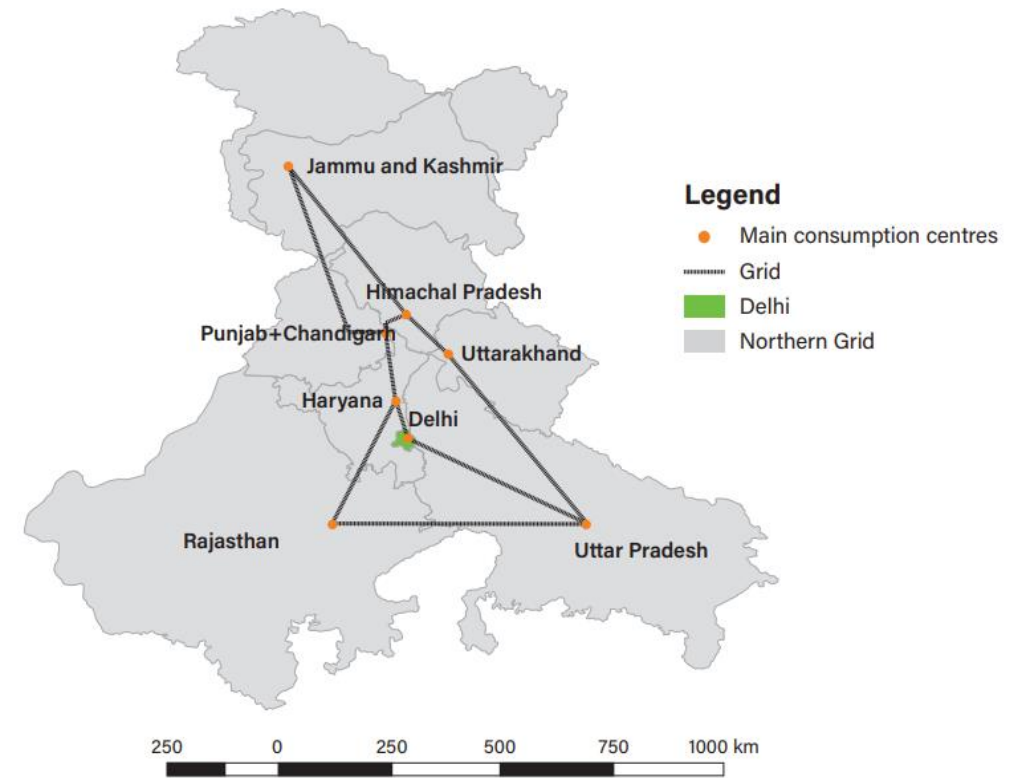 Jammu and Kashmir
Legend
Main consumption centres
Grid
Himachal Pradesh
Delhi
Punjab+Chandigarh
Northern Grid
Uttarakhand
Haryana
Delhi
Rajasthan
Uttar Pradesh
250 0 250 500 750 1000 km